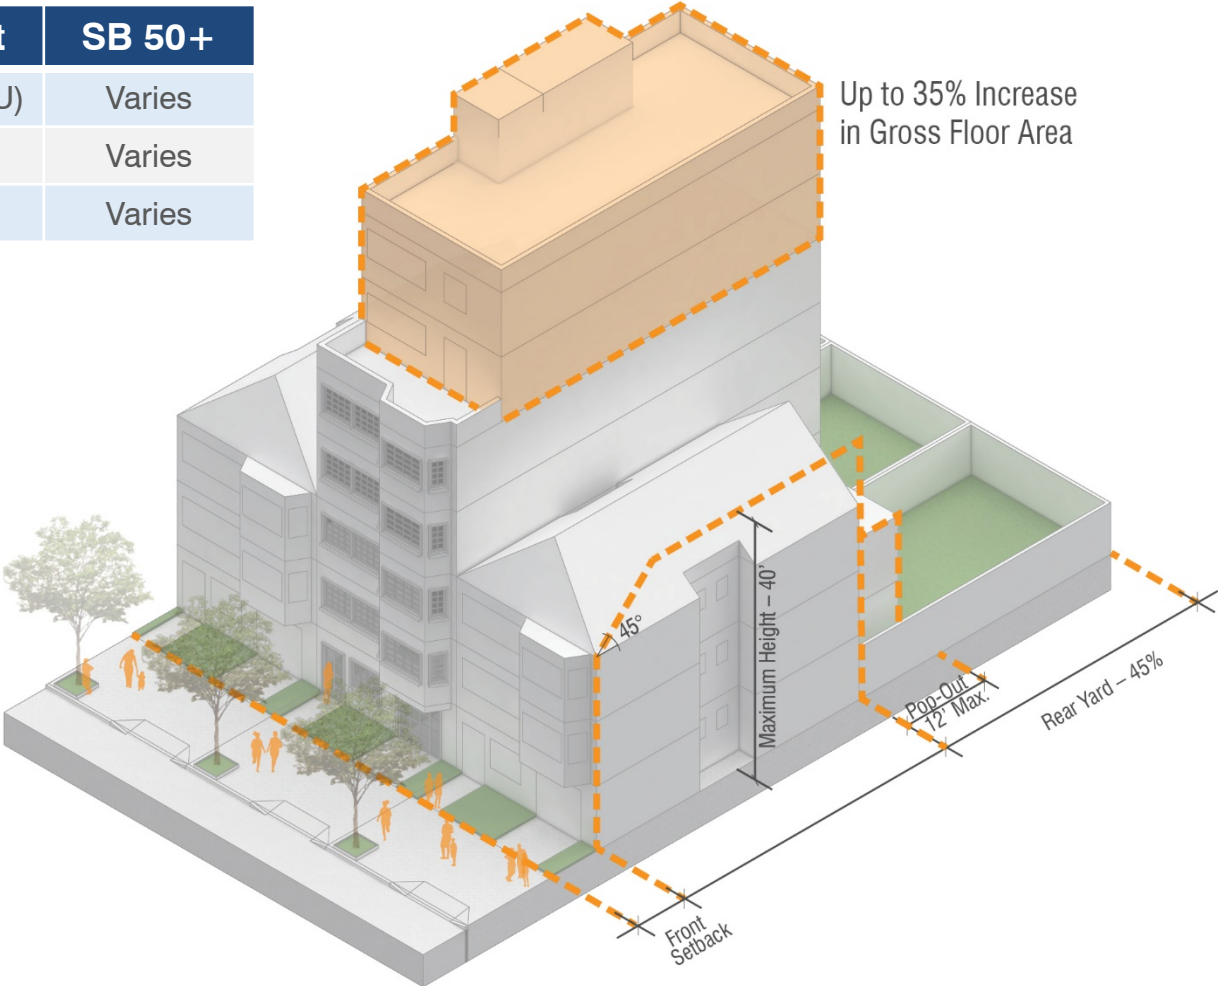 t SB 50+
U) Varies
Varies
Varies
Up to 35% Increase
in Gross Floor Area
45°
Maximum Height – 40'
Pop-Out
12' Max.
Rear Yard – 45%
Front
Setback